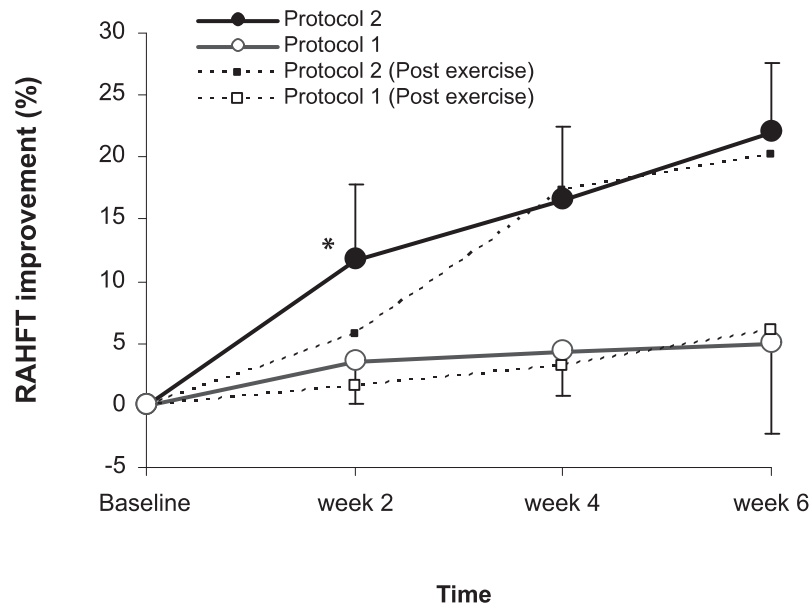 Protocol 2
Protocol 1
Protocol 2 (Post exercise)
Protocol 1 (Post exercise)
RAHFT improvement (%)
30
25
20
15
10
5
0
-5
*
Baseline
week 2
week 4
week 6
Time